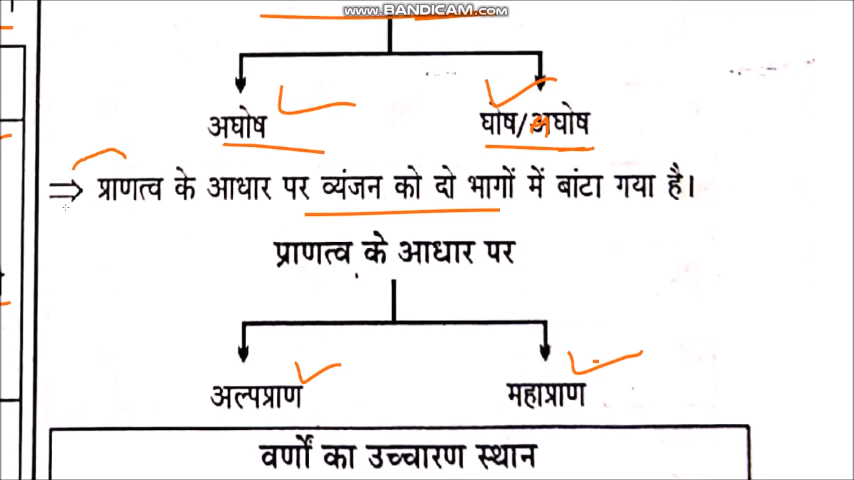 www.BANDICAM.com
अघोष घोष/अघोष
⇒ प्राणत्व के आधार पर व्यंजन को दो भागों में बांटा गया है।
प्राणत्व के आधार पर
अल्पप्राण महाप्राण
वर्णों का उच्चारण स्थान